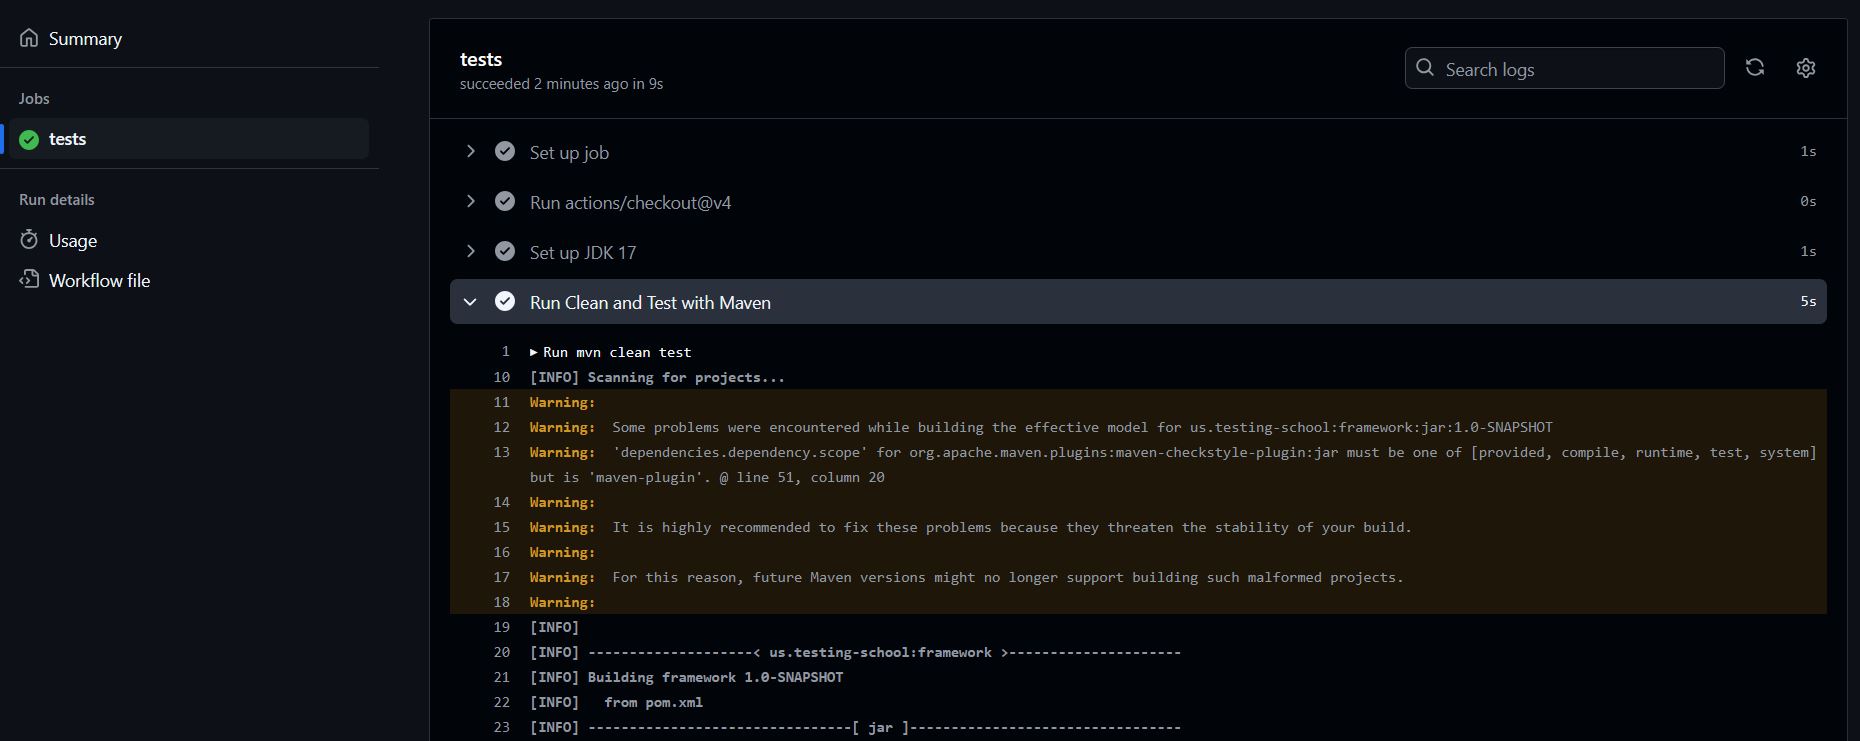 Summary
Jobs
tests
Run details
Usage
Workflow file
tests
succeeded 2 minutes ago in 9s
Search logs
Set up job 1s
Run actions/checkout@v4 0s
Set up JDK 17 1s
Run Clean and Test with Maven 5s
1 ▶ Run mvn clean test
10 [INFO] Scanning for projects...
11 Warning:
12 Warning:  Some problems were encountered while building the effective model for us.testing-school:framework:jar:1.0-SNAPSHOT
13 Warning:  'dependencies.dependency.scope' for org.apache.maven.plugins:maven-checkstyle-plugin:jar must be one of [provided, compile, runtime, test, system]
but is 'maven-plugin'. @ line 51, column 20
14 Warning:
15 Warning:  It is highly recommended to fix these problems because they threaten the stability of your build.
16 Warning:
17 Warning:  For this reason, future Maven versions might no longer support building such malformed projects.
18 Warning:
19 [INFO]
20 [INFO] --------------------< us.testing-school:framework >---------------------
21 [INFO] Building framework 1.0-SNAPSHOT
22 [INFO]   from pom.xml
23 [INFO] --------------------------------[ jar ]---------------------------------